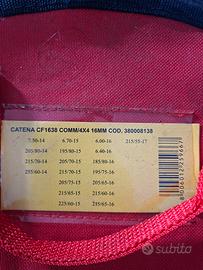 CATENA CF1638 COMM/4X4 16MM COD. 380008138
7.50-14 6.70-15 6.00-16 215/55-17
205/80-14 195/80-15 6.40-16
215/70-14 205/70-15 185/80-16
255/60-14 215/70-15 195/75-16
205/75-15 205/65-16
215/65-15 215/60-16
225/60-15 255/65-16
subito